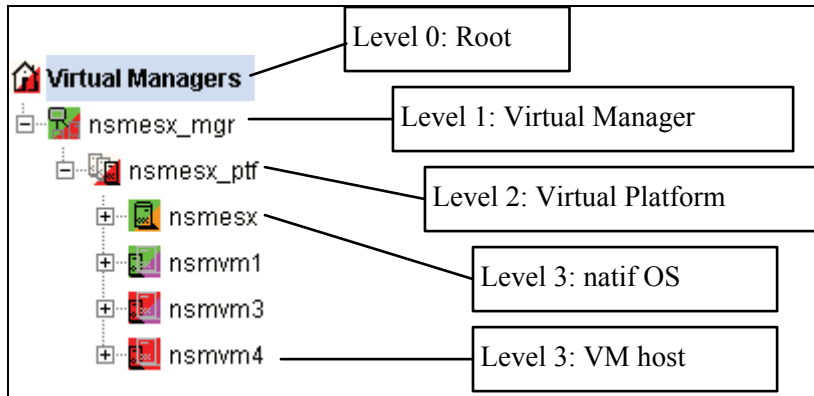 Level 0: Root
Virtual Managers
nsmesx_mgr
Level 1: Virtual Manager
nsmesx_ptf
Level 2: Virtual Platform
nsmesx
nsmvm1
Level 3: natif OS
nsmvm3
nsmvm4
Level 3: VM host